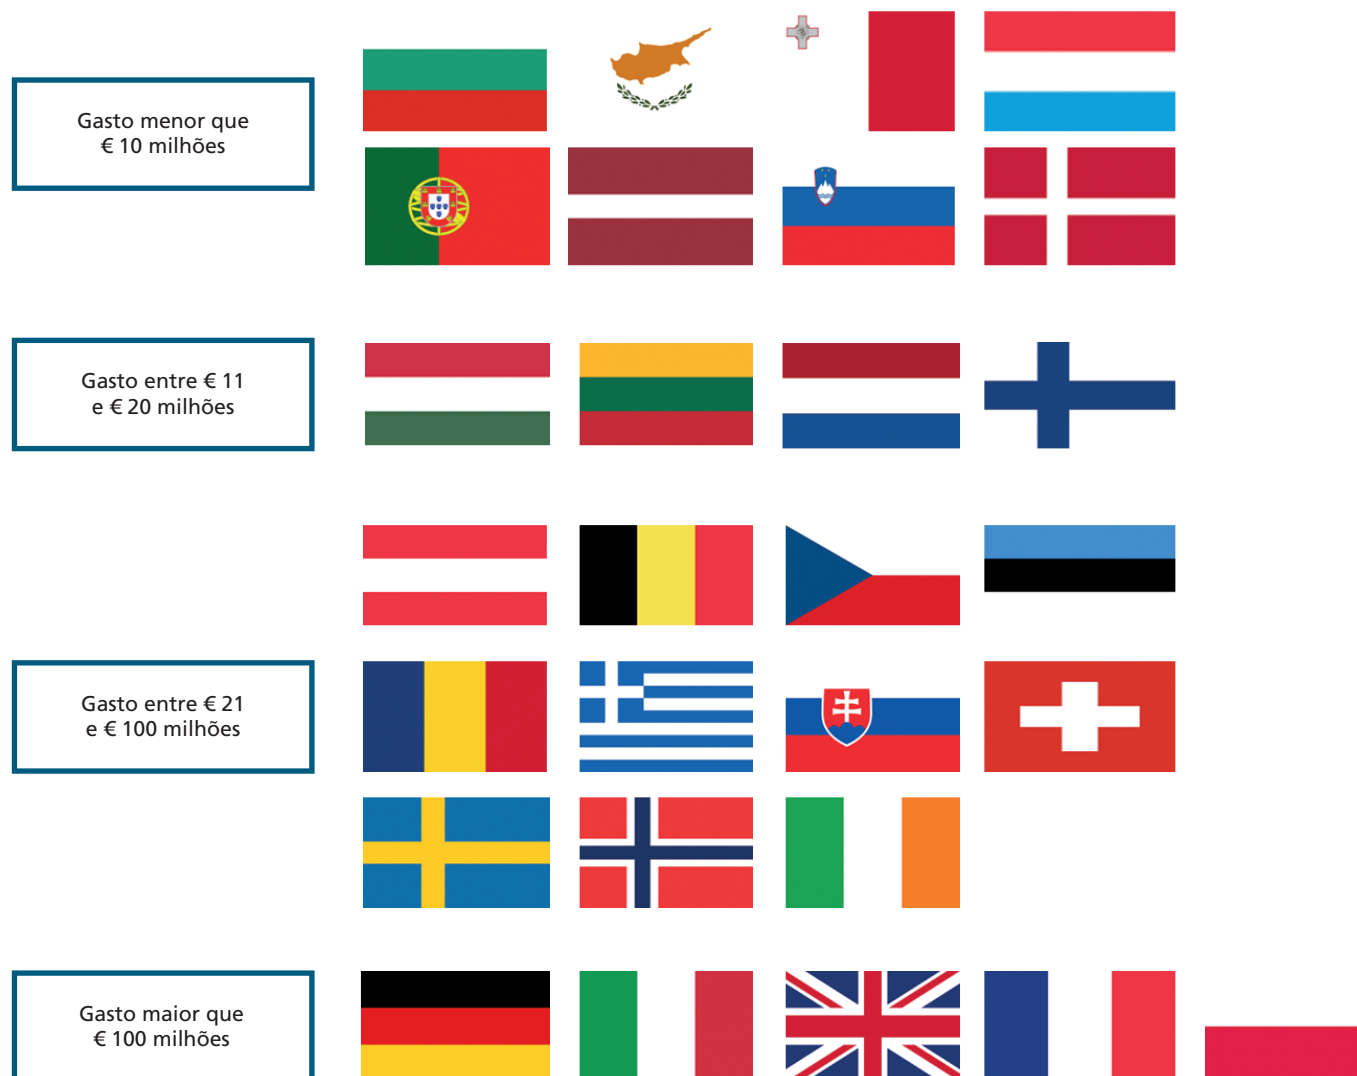 Gasto menor que
€ 10 milhões
Gasto entre € 11
e € 20 milhões
Gasto entre € 21
e € 100 milhões
Gasto maior que
€ 100 milhões